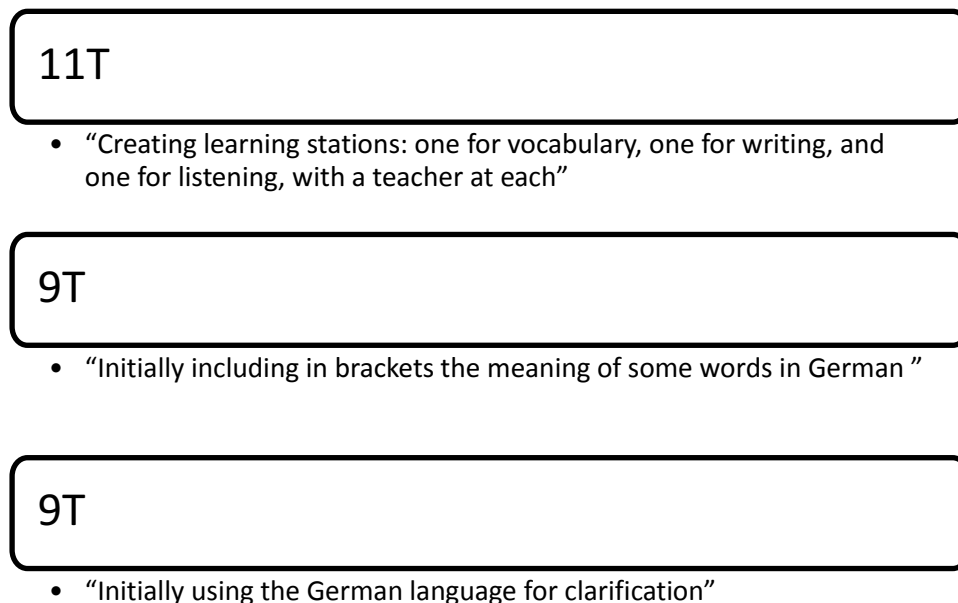 11T
• “Creating learning stations: one for vocabulary, one for writing, and
one for listening, with a teacher at each”
9T
• “Initially including in brackets the meaning of some words in German ”
9T
• “Initially using the German language for clarification”